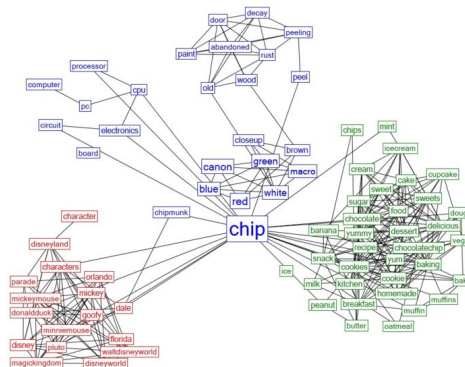 decay
door
peeling
abandoned
paint
rust
processor
wood
peel
computer
cpu
old
pc
chips
mint
circuit
electronics
closeup
icecream
board
brown
green
cream
canon
macro
cake
cupcake
blue
white
sweet
sugar
sweets
red
food
chipmunk
chocolate
character
chip
banana
yummy
dessert
delicious
disneyland
recipe
chocolatechip
snack
yum
baking
characters
ice
cookies
orlando
parade
milk
kitchen
cookie
mickey
homemade
mickeymouse
dale
peanut
breakfast
muffins
donaldduck
goofy
muffin
minniemouse
butter
oatmeal
disney
pluto
florida
waltdisneyworld
magickingdom
disneyworld